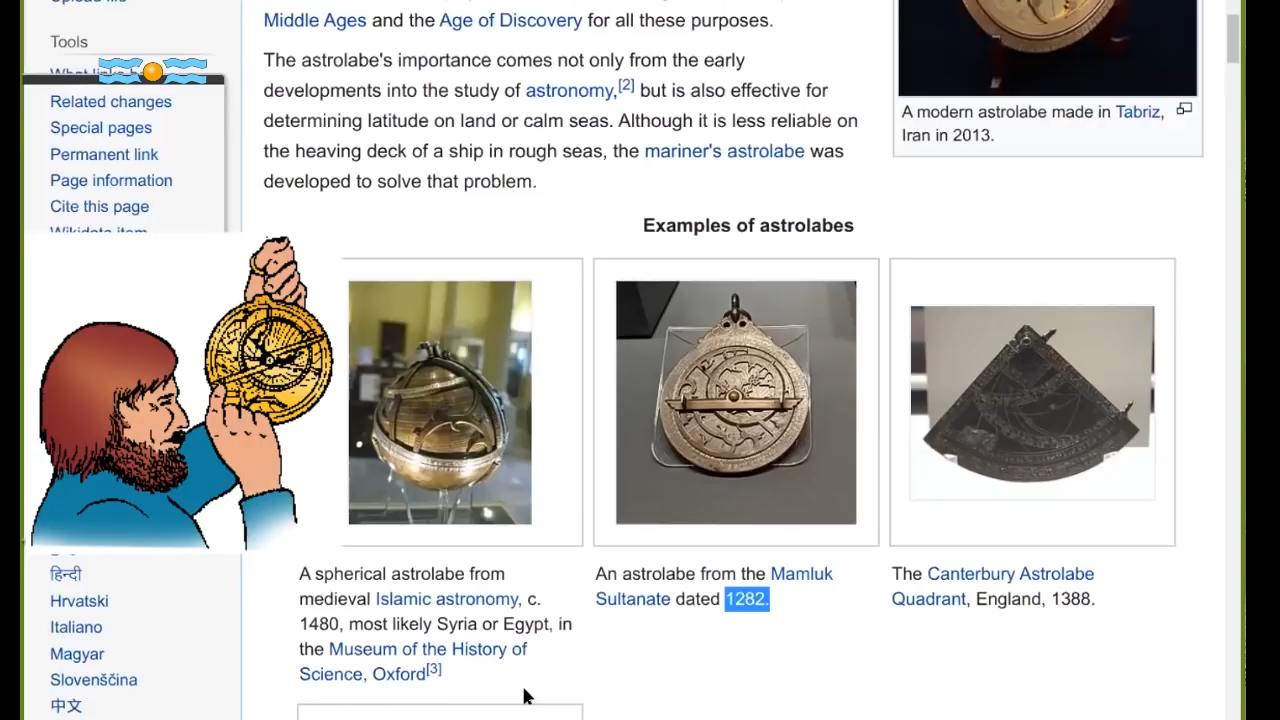 Tools
Related changes
Special pages
Permanent link
Page information
Cite this page
Wikidata item
हिन्दी
Hrvatski
Italiano
Magyar
Slovenščina
中文
Middle Ages and the Age of Discovery for all these purposes.
The astrolabe's importance comes not only from the early
developments into the study of astronomy,[2] but is also effective for
determining latitude on land or calm seas. Although it is less reliable on
the heaving deck of a ship in rough seas, the mariner's astrolabe was
developed to solve that problem.
A modern astrolabe made in Tabriz,
Iran in 2013.
Examples of astrolabes
A spherical astrolabe from
medieval Islamic astronomy, c.
1480, most likely Syria or Egypt, in
the Museum of the History of
Science, Oxford[3]
An astrolabe from the Mamluk
Sultanate dated 1282.
The Canterbury Astrolabe
Quadrant, England, 1388.